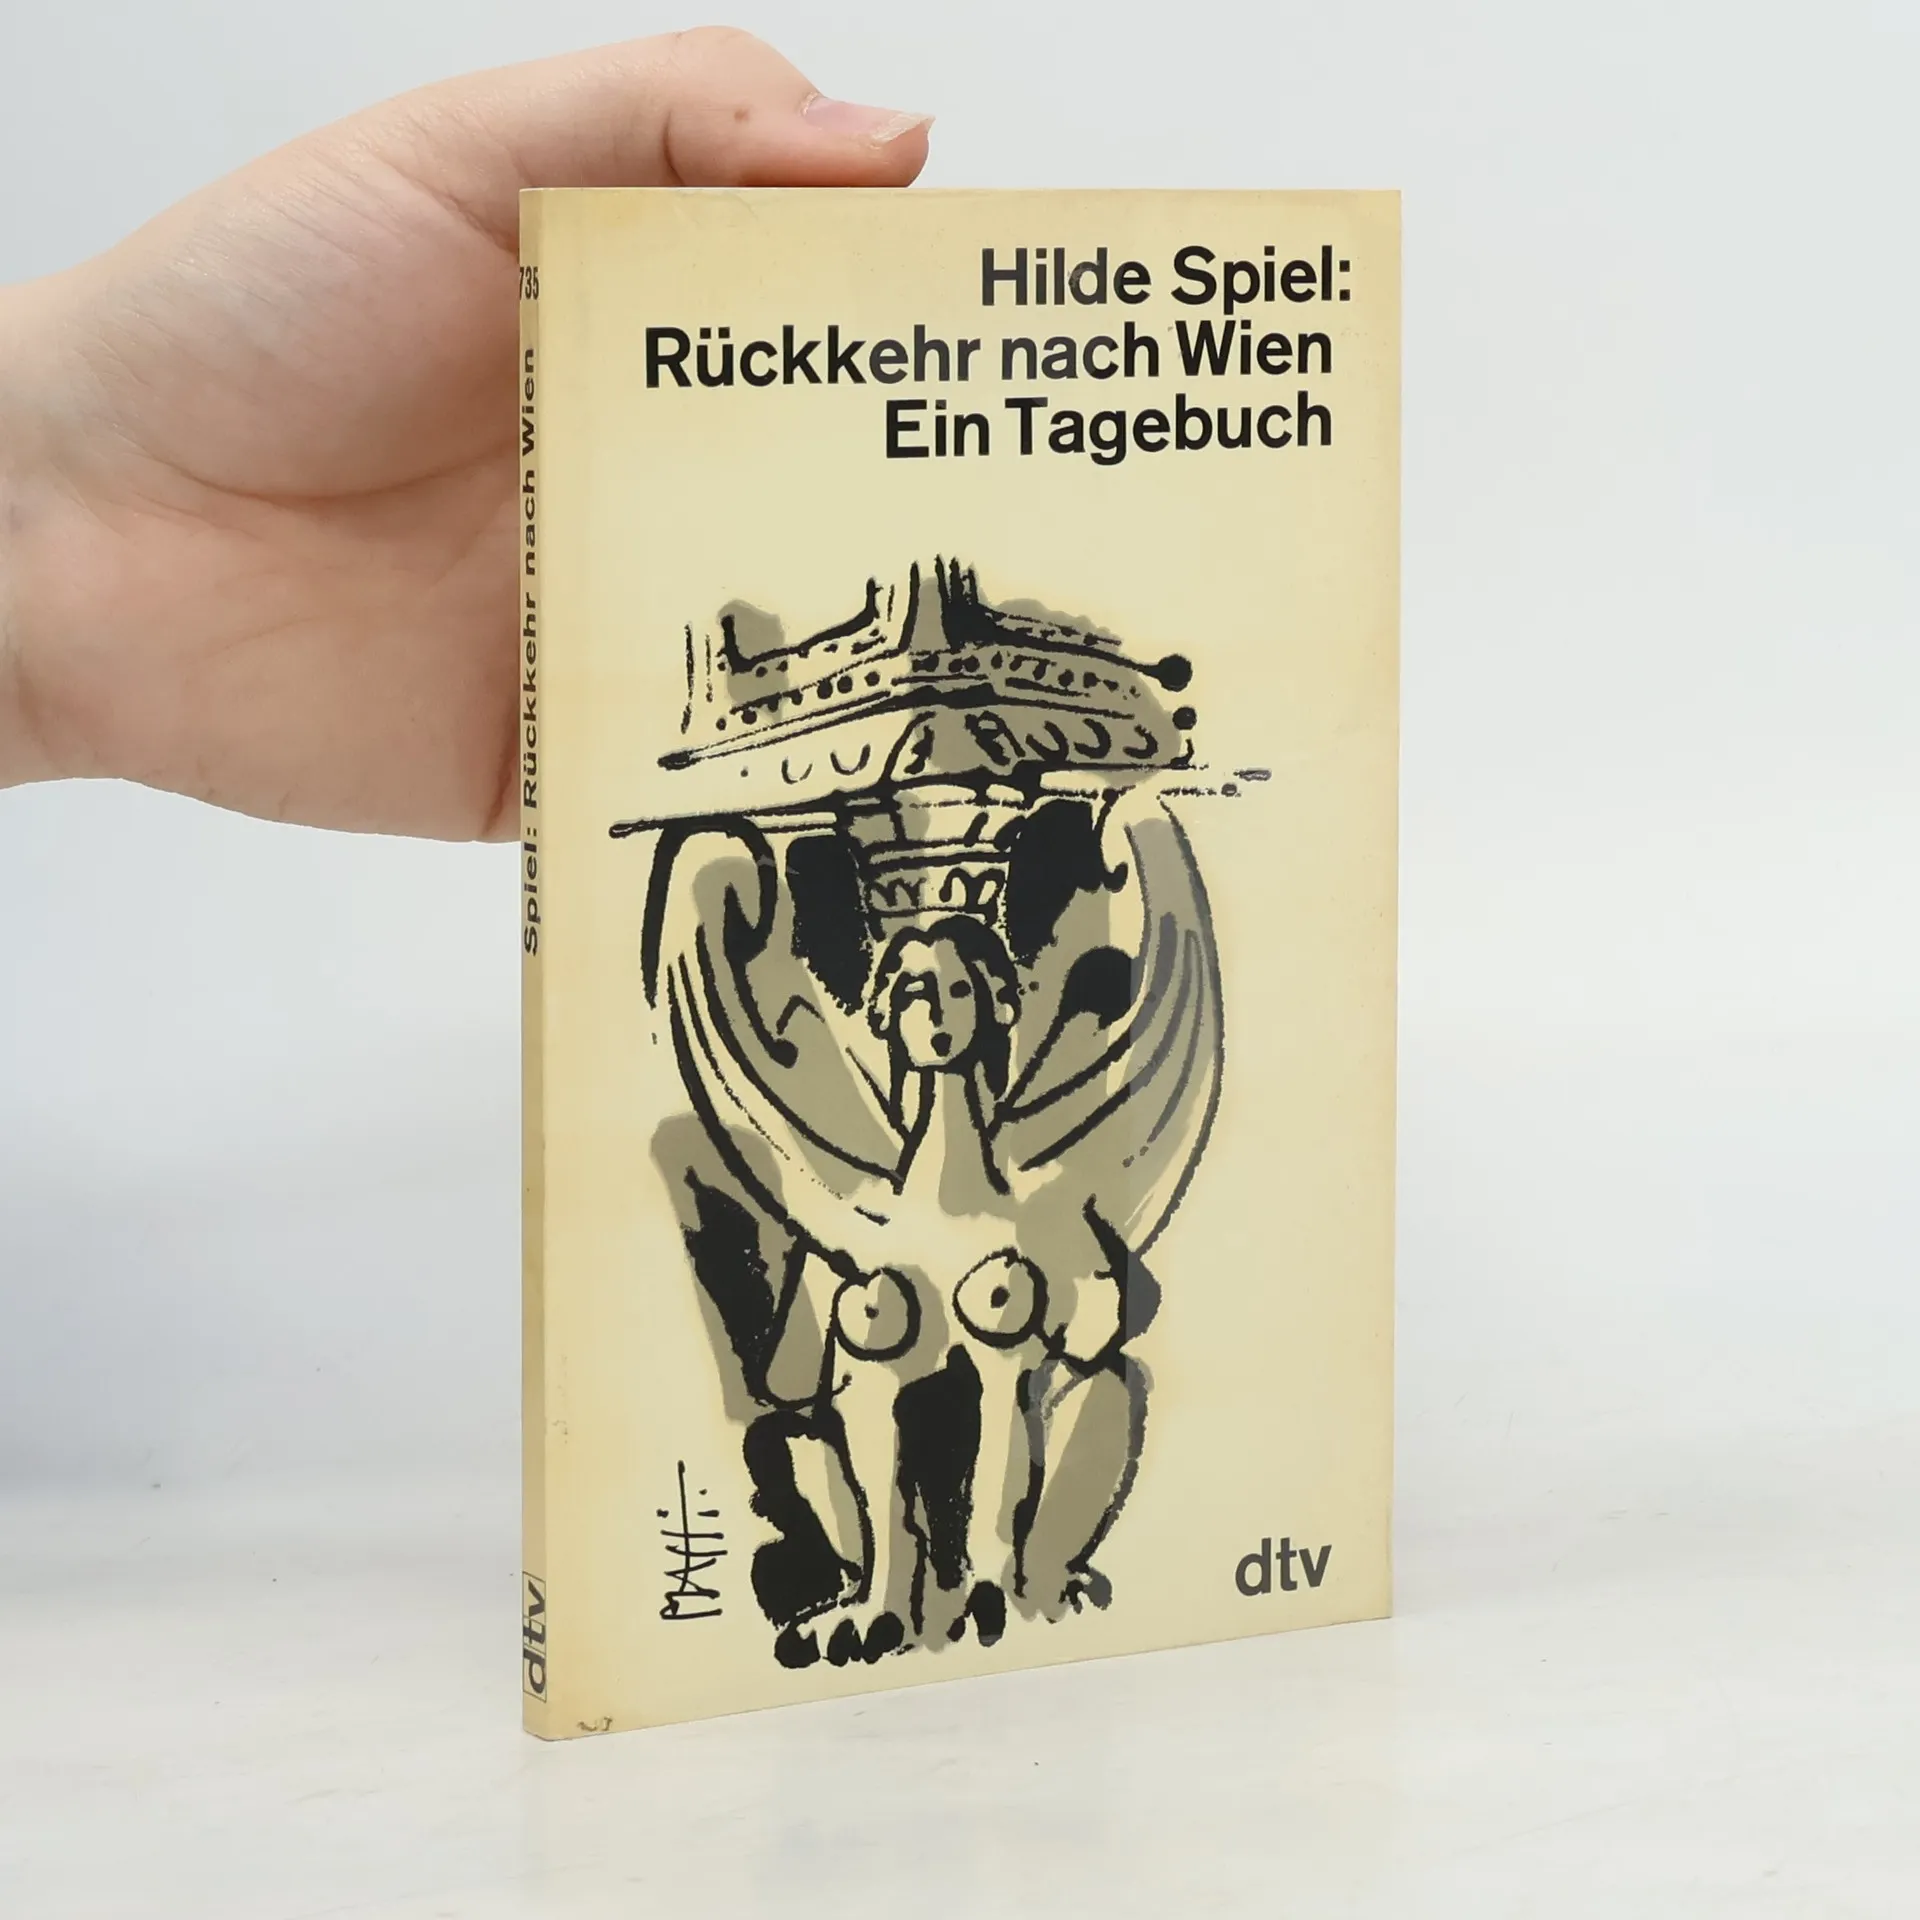 Hilde Spiel:
Rückkehr nach Wien
Ein Tagebuch
dtv
735
Spiel: Rückkehr nach Wien
dtv